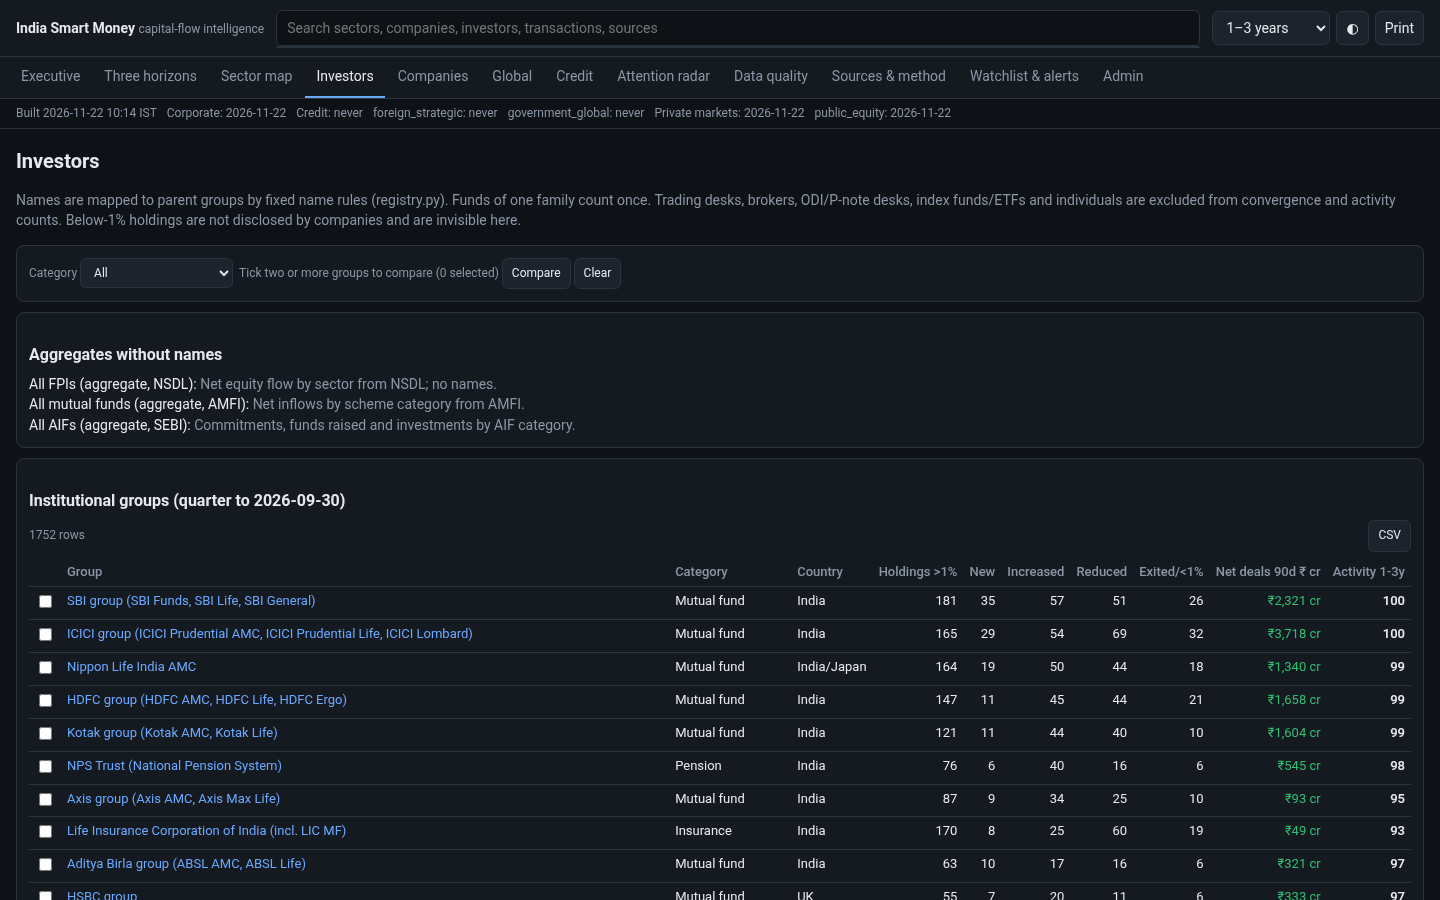 India Smart Money capital-flow intelligence Search sectors, companies, investors, transactions, sources 1–3 years ◐ Print
Executive Three horizons Sector map Investors Companies Global Credit Attention radar Data quality Sources & method Watchlist & alerts Admin
Built 2026-11-22 10:14 IST Corporate: 2026-11-22 Credit: never foreign_strategic: never government_global: never Private markets: 2026-11-22 public_equity: 2026-11-22
Investors
Names are mapped to parent groups by fixed name rules (registry.py). Funds of one family count once. Trading desks, brokers, ODI/P-note desks, index funds/ETFs and individuals are excluded from convergence and activity
counts. Below-1% holdings are not disclosed by companies and are invisible here.
Category All Tick two or more groups to compare (0 selected) Compare Clear
Aggregates without names
All FPIs (aggregate, NSDL): Net equity flow by sector from NSDL; no names.
All mutual funds (aggregate, AMFI): Net inflows by scheme category from AMFI.
All AIFs (aggregate, SEBI): Commitments, funds raised and investments by AIF category.
Institutional groups (quarter to 2026-09-30)
1752 rows CSV
Group Category Country Holdings >1% New Increased Reduced Exited/<1% Net deals 90d ₹ cr Activity 1-3y
SBI group (SBI Funds, SBI Life, SBI General) Mutual fund India 181 35 57 51 26 ₹2,321 cr 100
ICICI group (ICICI Prudential AMC, ICICI Prudential Life, ICICI Lombard) Mutual fund India 165 29 54 69 32 ₹3,718 cr 100
Nippon Life India AMC Mutual fund India/Japan 164 19 50 44 18 ₹1,340 cr 99
HDFC group (HDFC AMC, HDFC Life, HDFC Ergo) Mutual fund India 147 11 45 44 21 ₹1,658 cr 99
Kotak group (Kotak AMC, Kotak Life) Mutual fund India 121 11 44 40 10 ₹1,604 cr 99
NPS Trust (National Pension System) Pension India 76 6 40 16 6 ₹545 cr 98
Axis group (Axis AMC, Axis Max Life) Mutual fund India 87 9 34 25 10 ₹93 cr 95
Life Insurance Corporation of India (incl. LIC MF) Insurance India 170 8 25 60 19 ₹49 cr 93
Aditya Birla group (ABSL AMC, ABSL Life) Mutual fund India 63 10 17 16 6 ₹321 cr 97
HSBC group Mutual fund UK 55 7 20 11 6 ₹333 cr 97